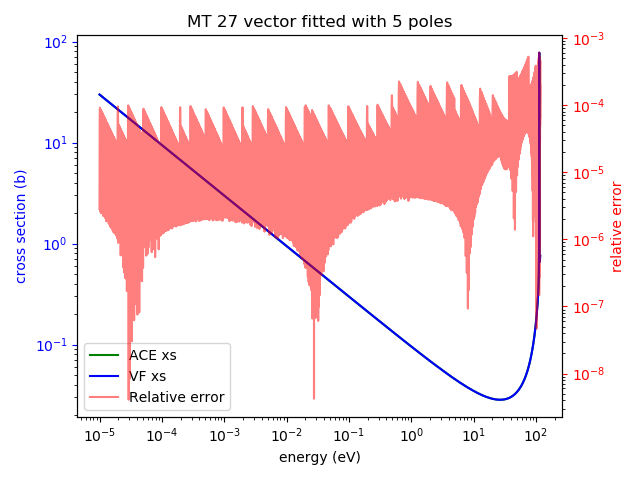 MT 27 vector fitted with 5 poles
cross section (b)
10²
10¹
10⁰
10⁻¹
10⁻³
10⁻⁴
10⁻⁵
10⁻⁶
10⁻⁷
10⁻⁸
relative error
ACE xs
VF xs
Relative error
10⁻⁵ 10⁻⁴ 10⁻³ 10⁻² 10⁻¹ 10⁰ 10¹ 10²
energy (eV)